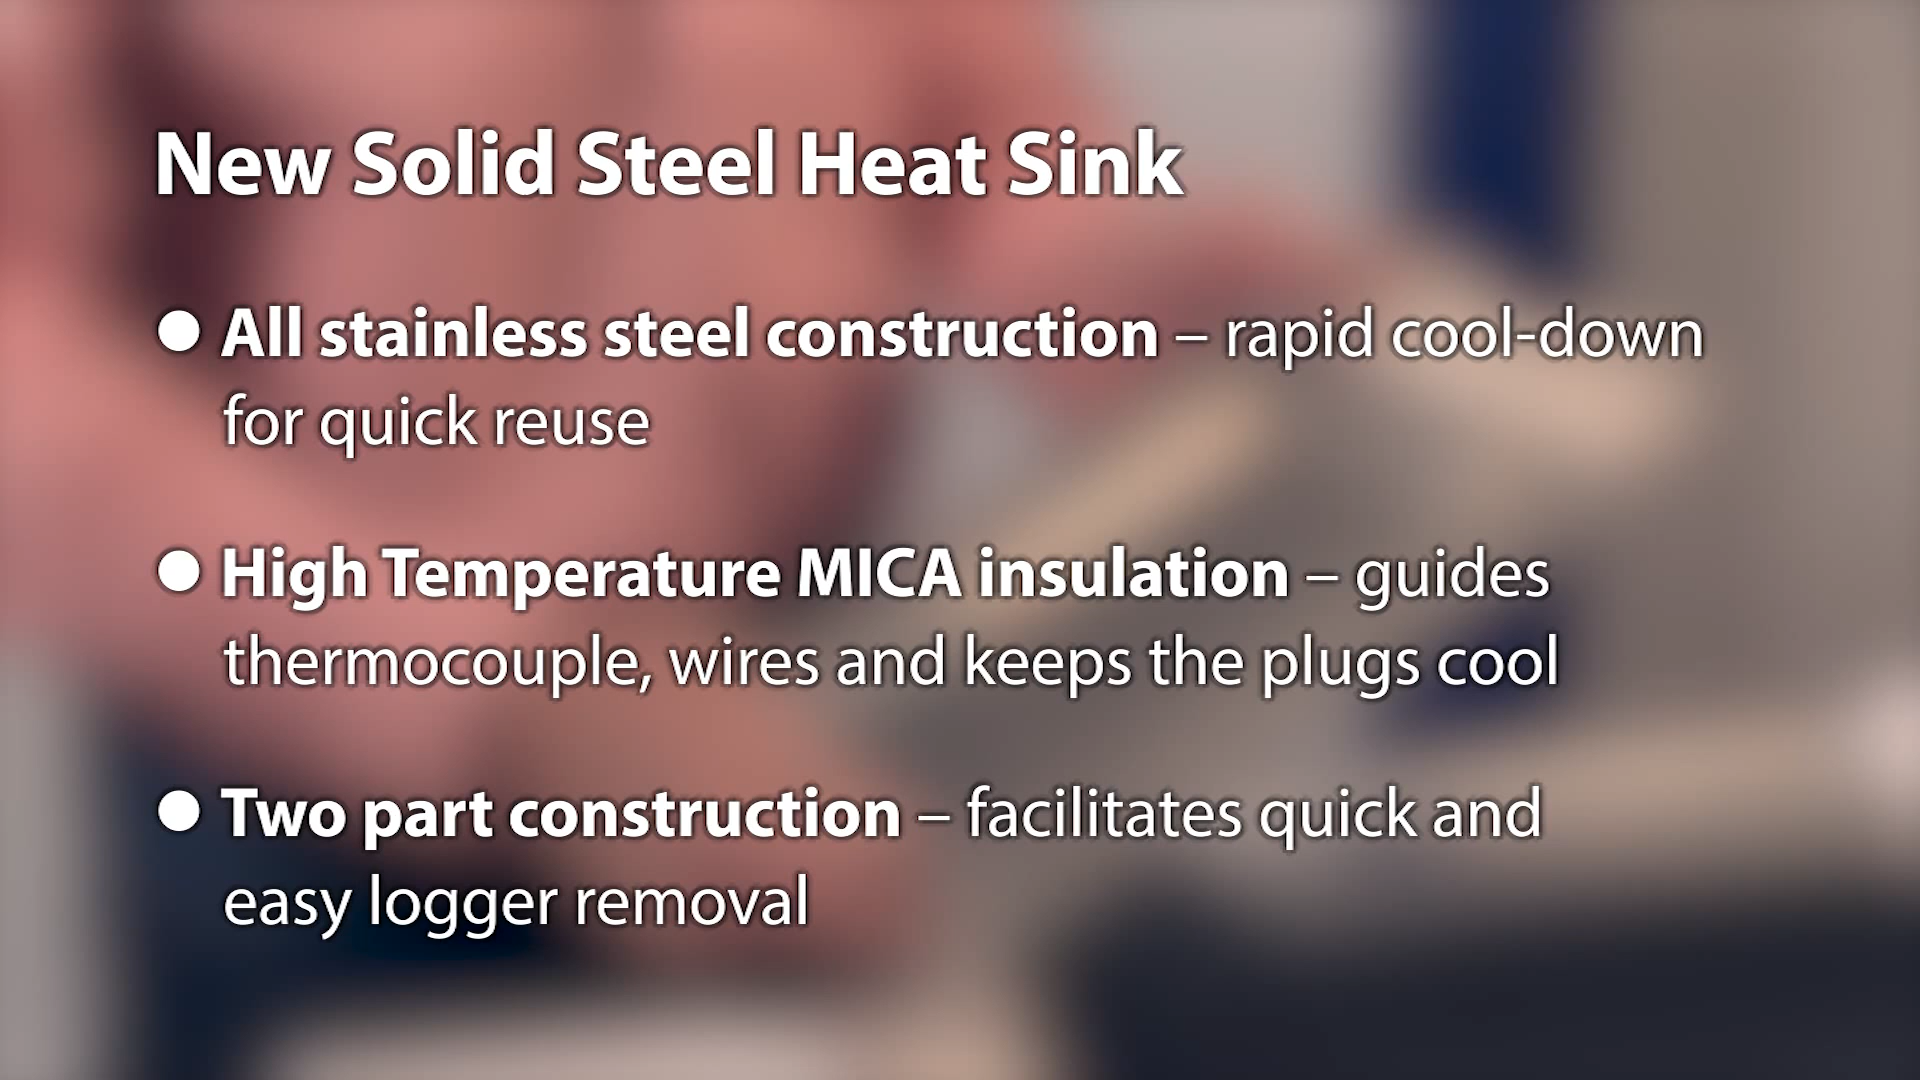 New Solid Steel Heat Sink
● All stainless steel construction – rapid cool-down
for quick reuse
● High Temperature MICA insulation – guides
thermocouple, wires and keeps the plugs cool
● Two part construction – facilitates quick and
easy logger removal